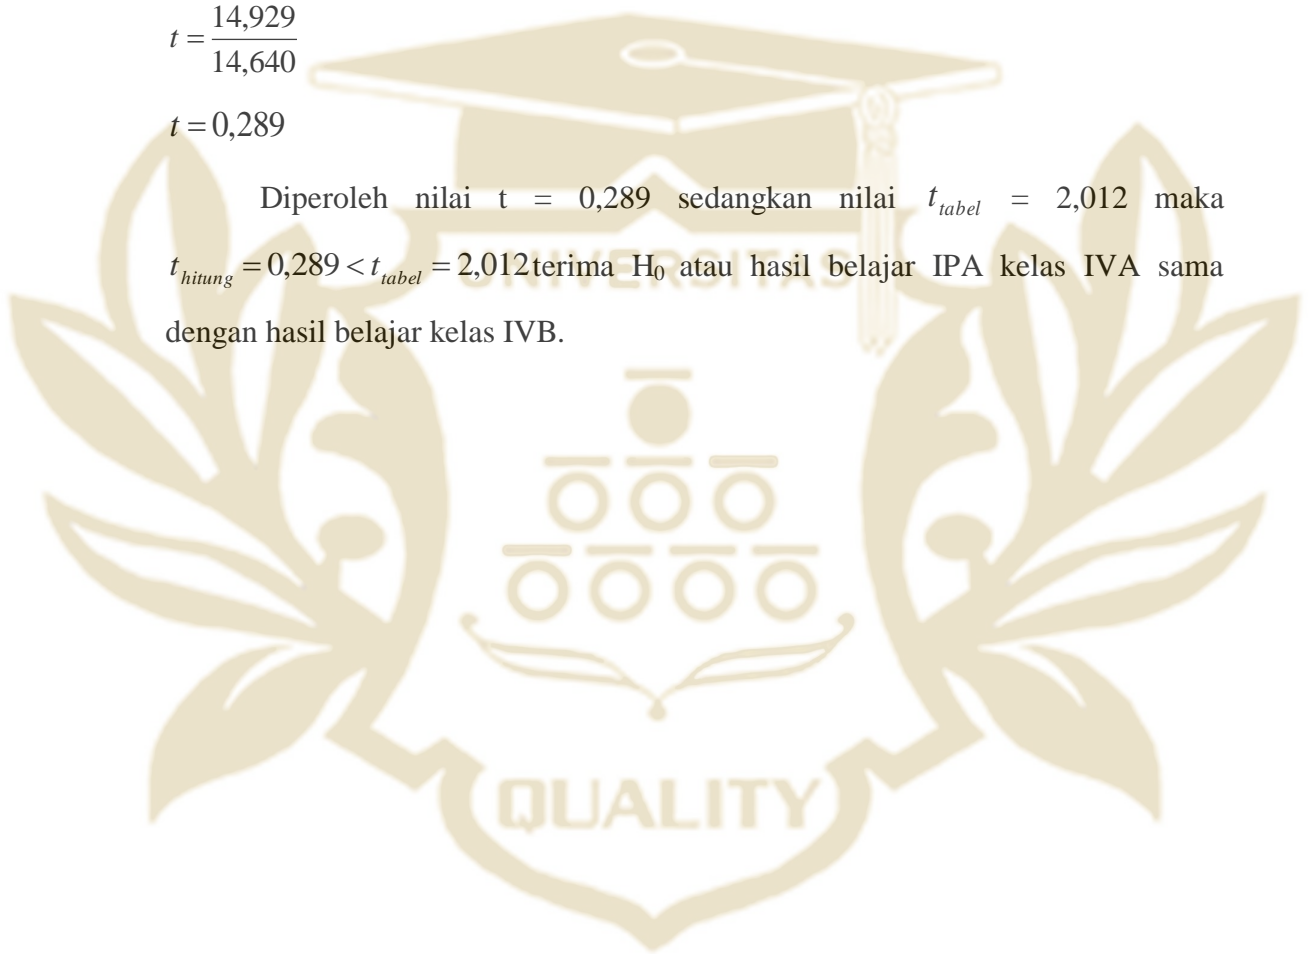 t = 14,929 / 14,640
t = 0,289
Diperoleh nilai t = 0,289 sedangkan nilai t_tabel = 2,012 maka
t_hitung = 0,289 < t_tabel = 2,012 terima H₀ atau hasil belajar IPA kelas IVA sama
UNIVERSITAS
dengan hasil belajar kelas IVB.
QUALITY